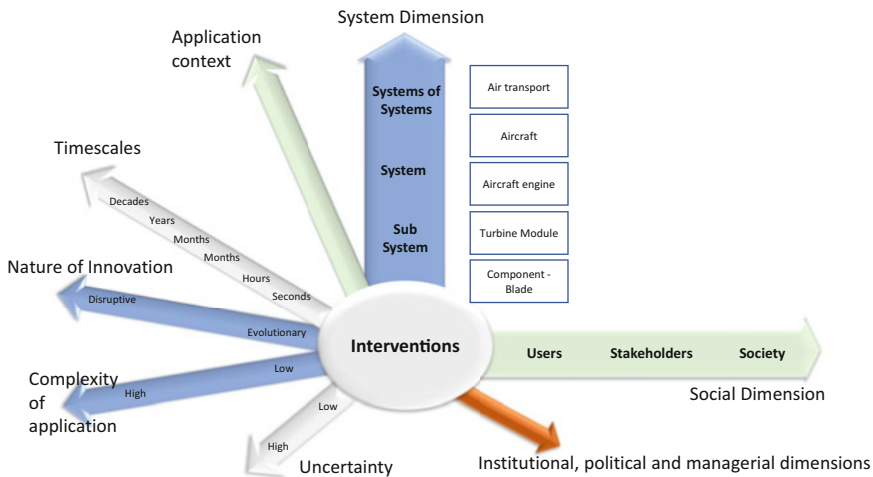 System Dimension
Application
context
Systems of
Systems
System
Sub
System
Air transport
Aircraft
Aircraft engine
Turbine Module
Component -
Blade
Timescales
Decades
Years
Months
Months
Hours
Seconds
Nature of Innovation
Disruptive
Evolutionary
Interventions
Users Stakeholders Society
Social Dimension
Complexity
of
application
Low
High
Low
High
Uncertainty
Institutional, political and managerial dimensions